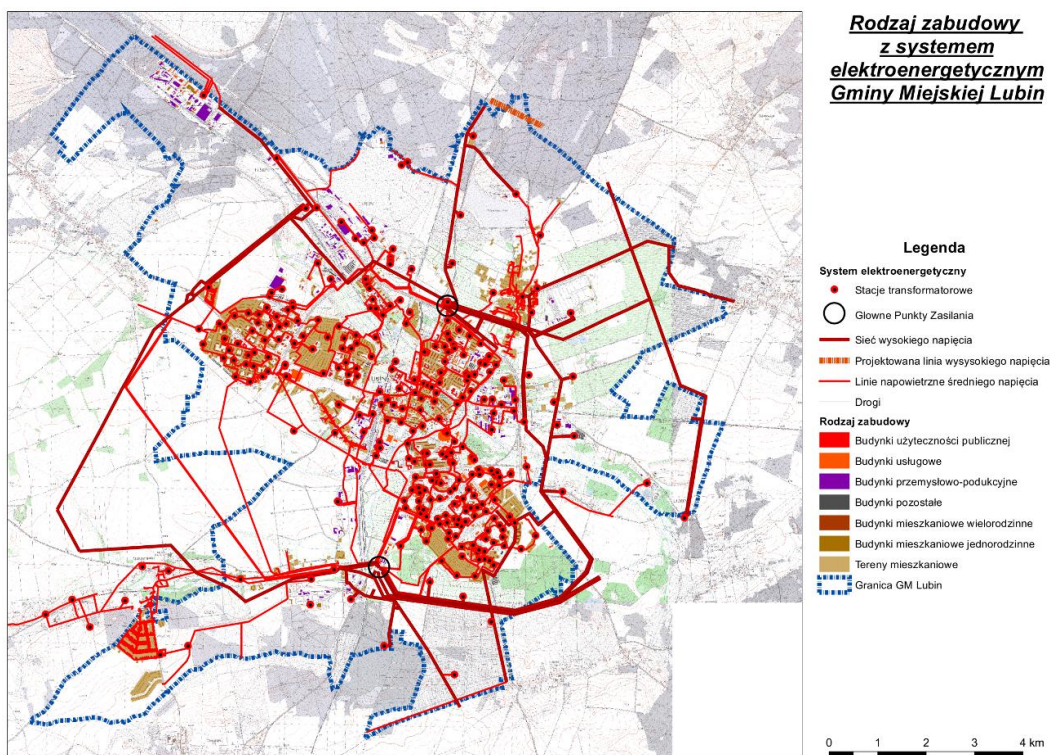 Rodzaj zabudowy
z systemem
elektroenergetycznym
Gminy Miejskiej Lubin
Legenda
System elektroenergetyczny
Stacje transformatorowe
Glowne Punkty Zasilania
Sieć wysokiego napięcia
Projektowana linia wysysokiego napięcia
Linie napowietrzne średniego napięcia
Drogi
Rodzaj zabudowy
Budynki użyteczności publicznej
Budynki usługowe
Budynki przemysłowo-podukcyjne
Budynki pozostałe
Budynki mieszkaniowe wielorodzinne
Budynki mieszkaniowe jednorodzinne
Tereny mieszkaniowe
Granica GM Lubin
0 1 2 3 4 km